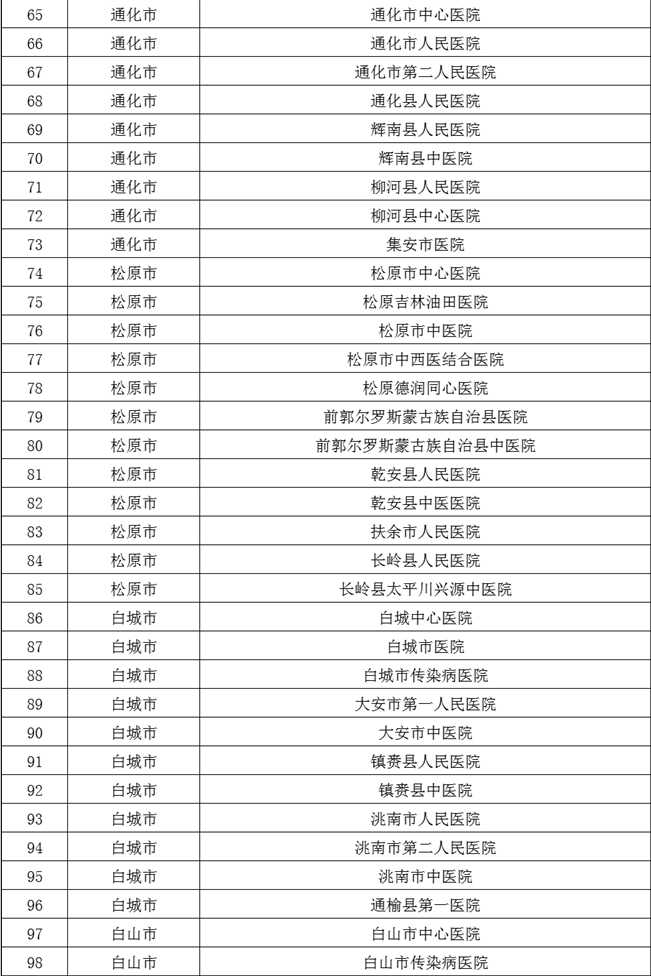 65 通化市 通化市中心医院
66 通化市 通化市人民医院
67 通化市 通化市第二人民医院
68 通化市 通化县人民医院
69 通化市 辉南县人民医院
70 通化市 辉南县中医院
71 通化市 柳河县人民医院
72 通化市 柳河县中心医院
73 通化市 集安市医院
74 松原市 松原市中心医院
75 松原市 松原吉林油田医院
76 松原市 松原市中医院
77 松原市 松原市中西医结合医院
78 松原市 松原德润同心医院
79 松原市 前郭尔罗斯蒙古族自治县医院
80 松原市 前郭尔罗斯蒙古族自治县中医院
81 松原市 乾安县人民医院
82 松原市 乾安县中医医院
83 松原市 扶余市人民医院
84 松原市 长岭县人民医院
85 松原市 长岭县太平川兴源中医院
86 白城市 白城中心医院
87 白城市 白城市医院
88 白城市 白城市传染病医院
89 白城市 大安市第一人民医院
90 白城市 大安市中医院
91 白城市 镇赉县人民医院
92 白城市 镇赉县中医院
93 白城市 洮南市人民医院
94 白城市 洮南市第二人民医院
95 白城市 洮南市中医院
96 白城市 通榆县第一医院
97 白山市 白山市中心医院
98 白山市 白山市传染病医院